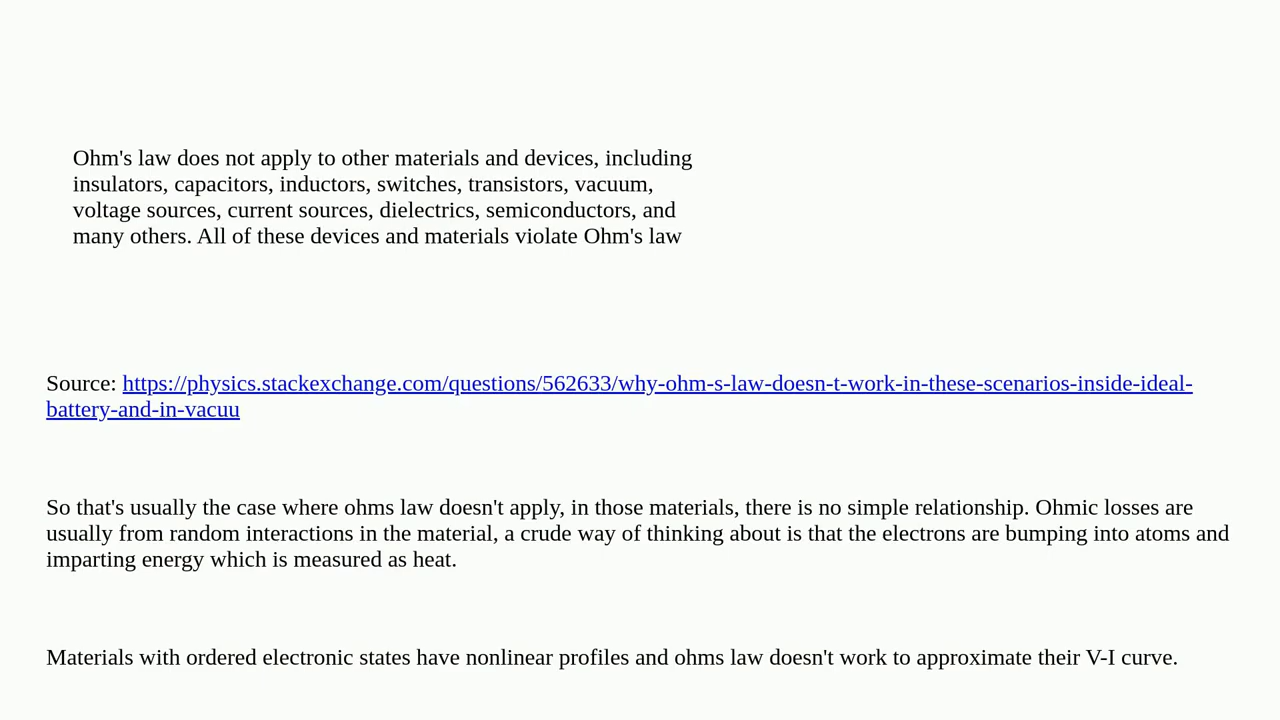 Ohm's law does not apply to other materials and devices, including
insulators, capacitors, inductors, switches, transistors, vacuum,
voltage sources, current sources, dielectrics, semiconductors, and
many others. All of these devices and materials violate Ohm's law
Source: https://physics.stackexchange.com/questions/562633/why-ohm-s-law-doesn-t-work-in-these-scenarios-inside-ideal-
battery-and-in-vacuu
So that's usually the case where ohms law doesn't apply, in those materials, there is no simple relationship. Ohmic losses are
usually from random interactions in the material, a crude way of thinking about is that the electrons are bumping into atoms and
imparting energy which is measured as heat.
Materials with ordered electronic states have nonlinear profiles and ohms law doesn't work to approximate their V-I curve.